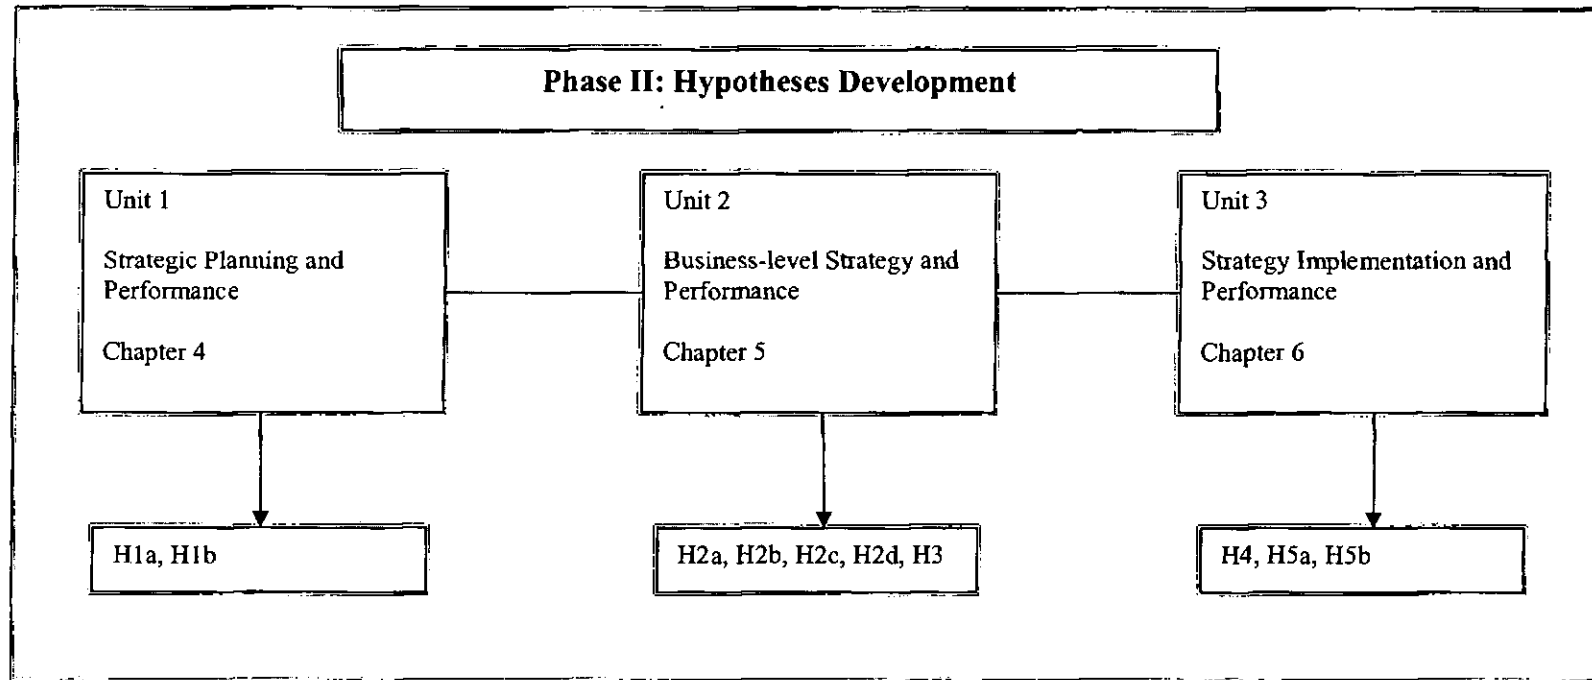 Phase II: Hypotheses Development
Unit 1
Strategic Planning and
Performance
Chapter 4
Unit 2
Business-level Strategy and
Performance
Chapter 5
Unit 3
Strategy Implementation and
Performance
Chapter 6
H1a, H1b
H2a, H2b, H2c, H2d, H3
H4, H5a, H5b